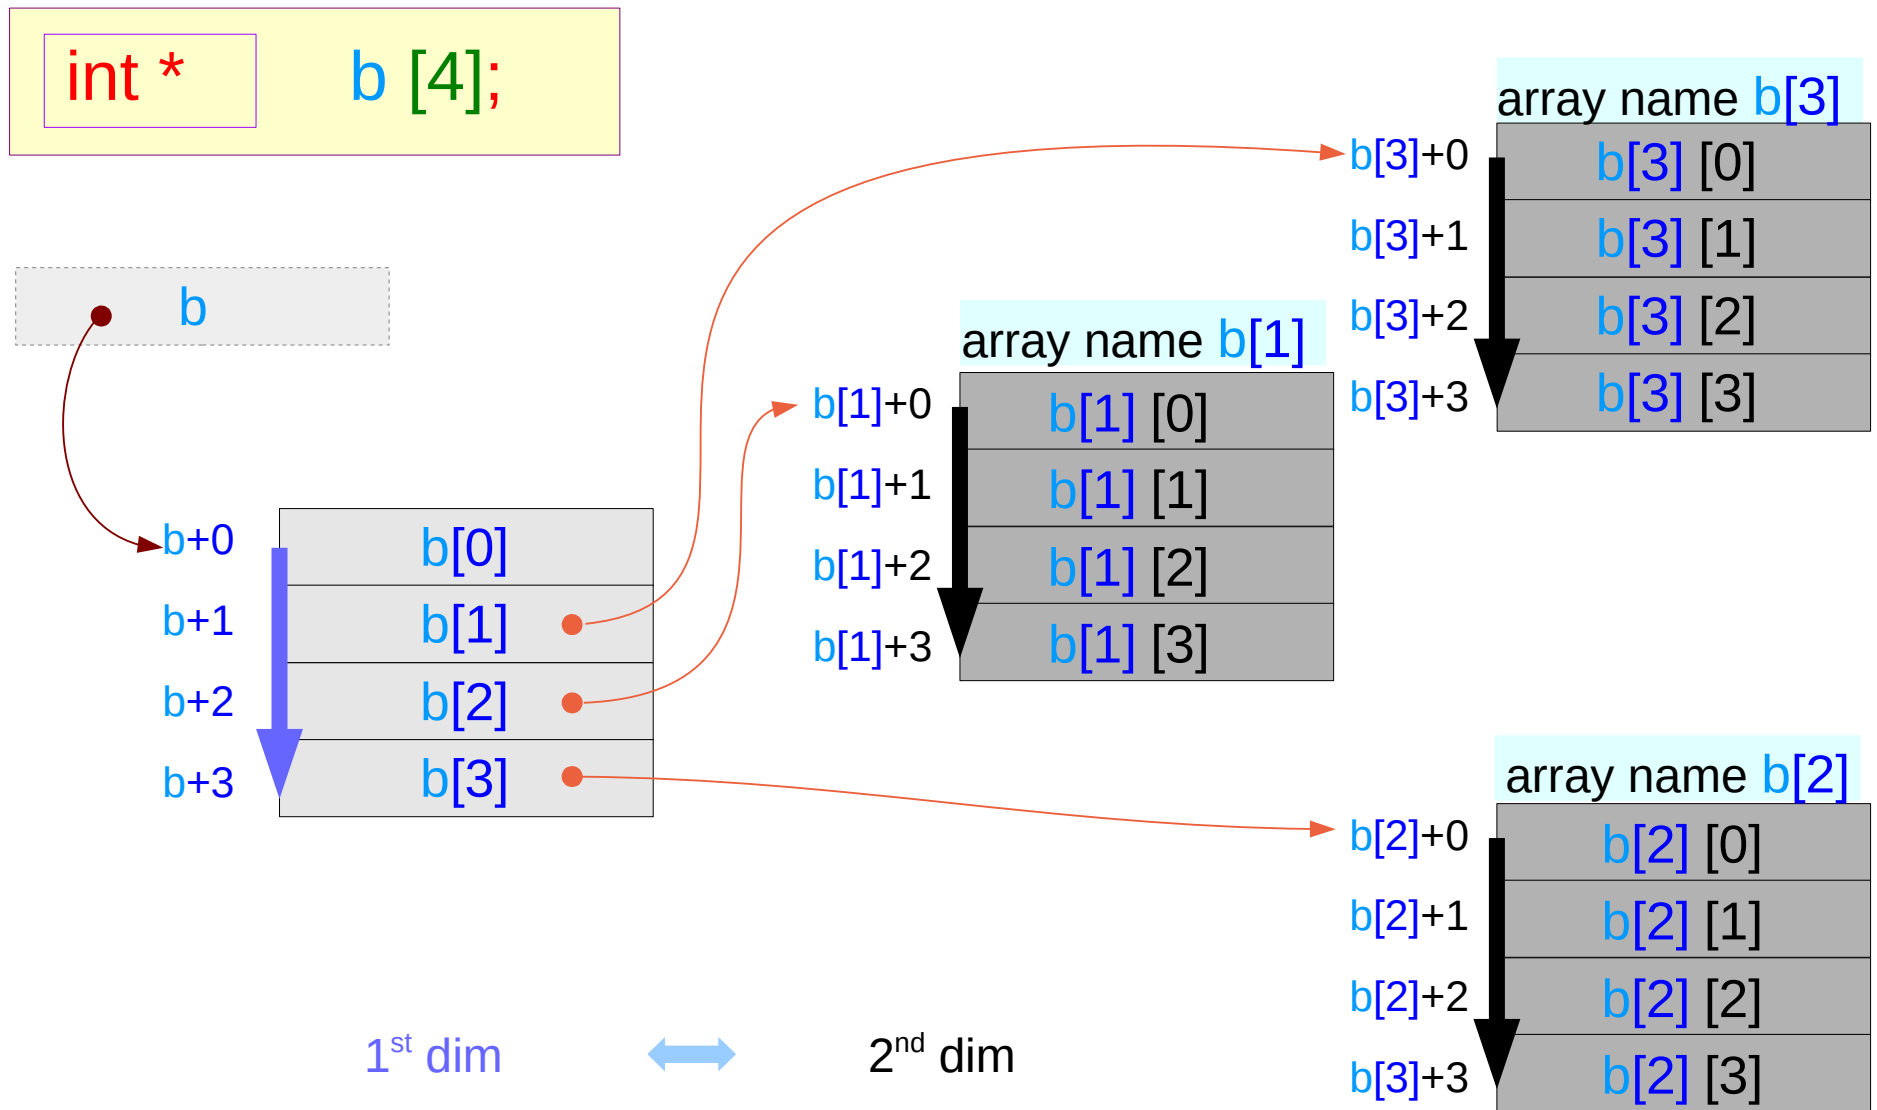 int * b [4];
b
b+0 b[0]
b+1 b[1]
b+2 b[2]
b+3 b[3]
array name b[1]
b[1]+0 b[1] [0]
b[1]+1 b[1] [1]
b[1]+2 b[1] [2]
b[1]+3 b[1] [3]
array name b[3]
b[3]+0 b[3] [0]
b[3]+1 b[3] [1]
b[3]+2 b[3] [2]
b[3]+3 b[3] [3]
array name b[2]
b[2]+0 b[2] [0]
b[2]+1 b[2] [1]
b[2]+2 b[2] [2]
b[3]+3 b[2] [3]
1st dim 2nd dim